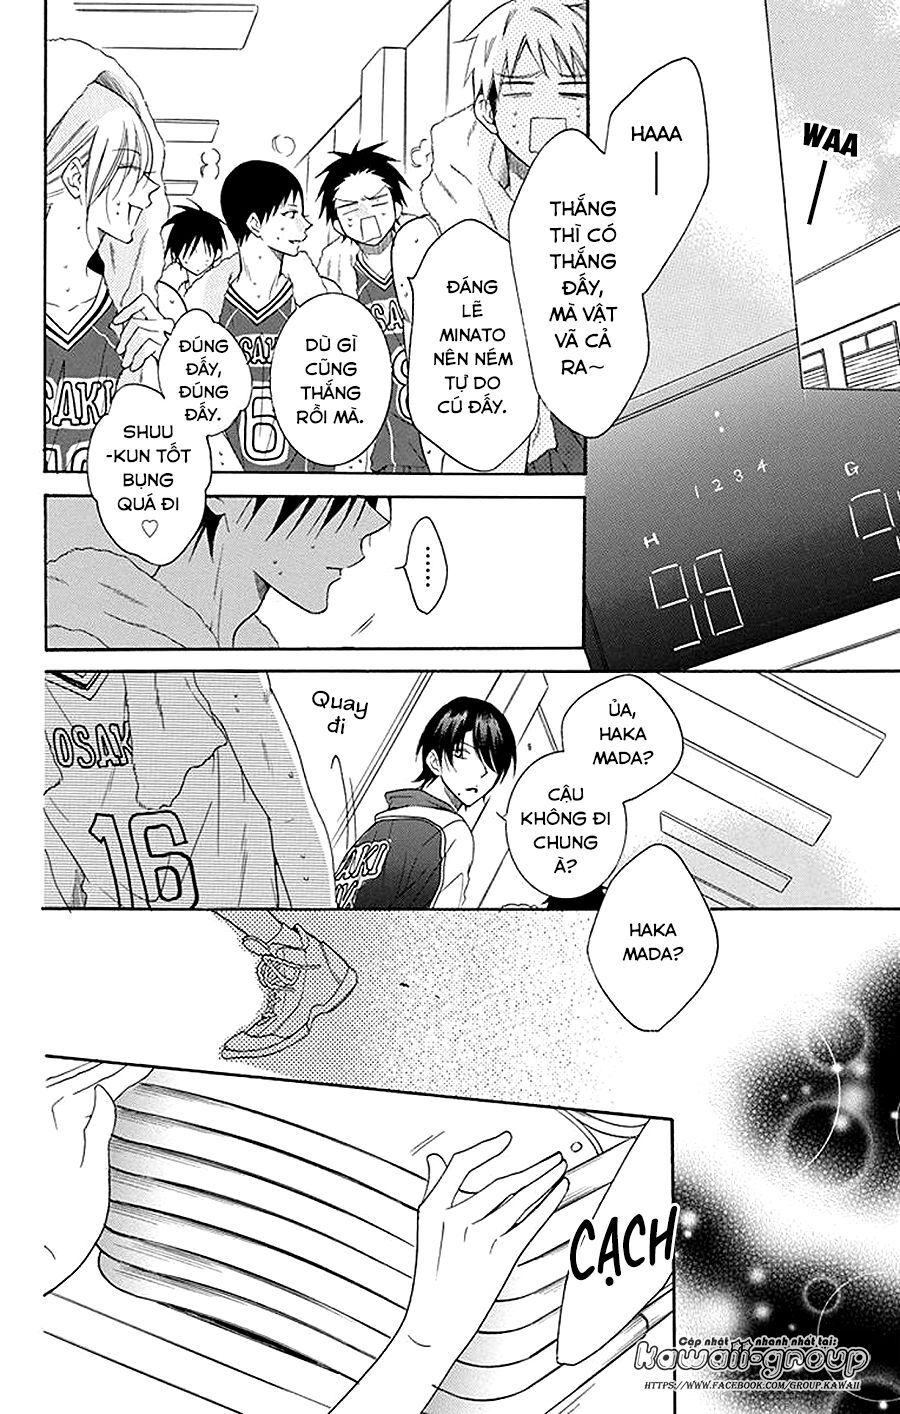 WAA
1 2 3 4
H
G
98
HAAA
THẮNG
THÌ CÓ
THẮNG
ĐẤY,
MÀ VẬT
VÃ CẢ
RA~
ĐÁNG
LẼ
MINATO
NÊN NÉM
TỰ DO
CÚ ĐẤY.
DÙ GÌ
CŨNG
THẮNG
RỒI MÀ.
ĐÚNG
ĐẤY,
ĐÚNG
ĐẤY.
SHUU
-KUN TỐT
BỤNG
QUÁ ĐI
♡
......
ỦA,
HAKA
MADA?
CẬU
KHÔNG ĐI
CHUNG
À?
Quay
đi
OSAKI
16
HAKA
MADA?
CẠCH
Cập nhật nhanh nhất tại:
kawaii-group
HTTPS://WWW.FACEBOOK.COM/GROUP.KAWAII